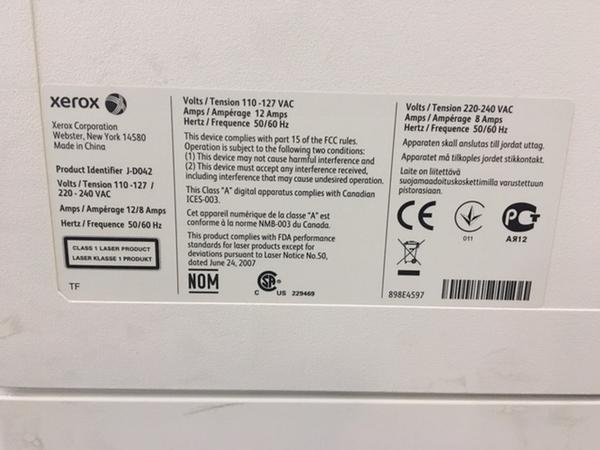 xerox
Xerox Corporation
Webster, New York 14580
Made in China
Product Identifier J-D042
Volts / Tension 110 -127 /
220 - 240 VAC
Amps / Ampérage 12/8 Amps
Hertz / Frequence 50/60 Hz
CLASS 1 LASER PRODUCT
LASER KLASSE 1 PRODUKT
TF
Volts / Tension 110 -127 VAC
Amps / Ampérage 12 Amps
Hertz / Frequence 50/60 Hz
This device complies with part 15 of the FCC rules.
Operation is subject to the following two conditions:
(1) This device may not cause harmful interference and
(2) This device must accept any interference received,
including interference that may cause undesired operation.
This Class "A" digital apparatus complies with Canadian
ICES-003.
Cet appareil numérique de la classe "A" est
conforme à la norme NMB-003 du Canada.
This product complies with FDA performance
standards for laser products except for
deviations pursuant to Laser Notice No.50,
dated June 24, 2007
NOM
C US 229469
Volts / Tension 220-240 VAC
Amps / Ampérage 8 Amps
Hertz / Frequence 50/60 Hz
Apparaten skall anslutas till jordat uttag.
Apparatet må tilkoples jordet stikkontakt.
Laite on liitettävä
suojamaadoituskoskettimilla varustettuun
pistorasiaan.
CE
011
РСТ
АЯ12
898E4597